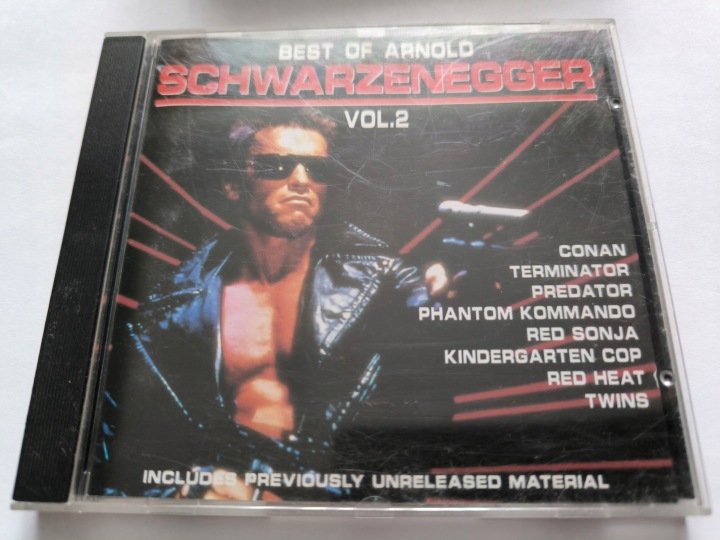 BEST OF ARNOLD
SCHWARZENEGGER
VOL.2
CONAN
TERMINATOR
PREDATOR
PHANTOM KOMMANDO
RED SONJA
KINDERGARTEN COP
RED HEAT
TWINS
INCLUDES PREVIOUSLY UNRELEASED MATERIAL